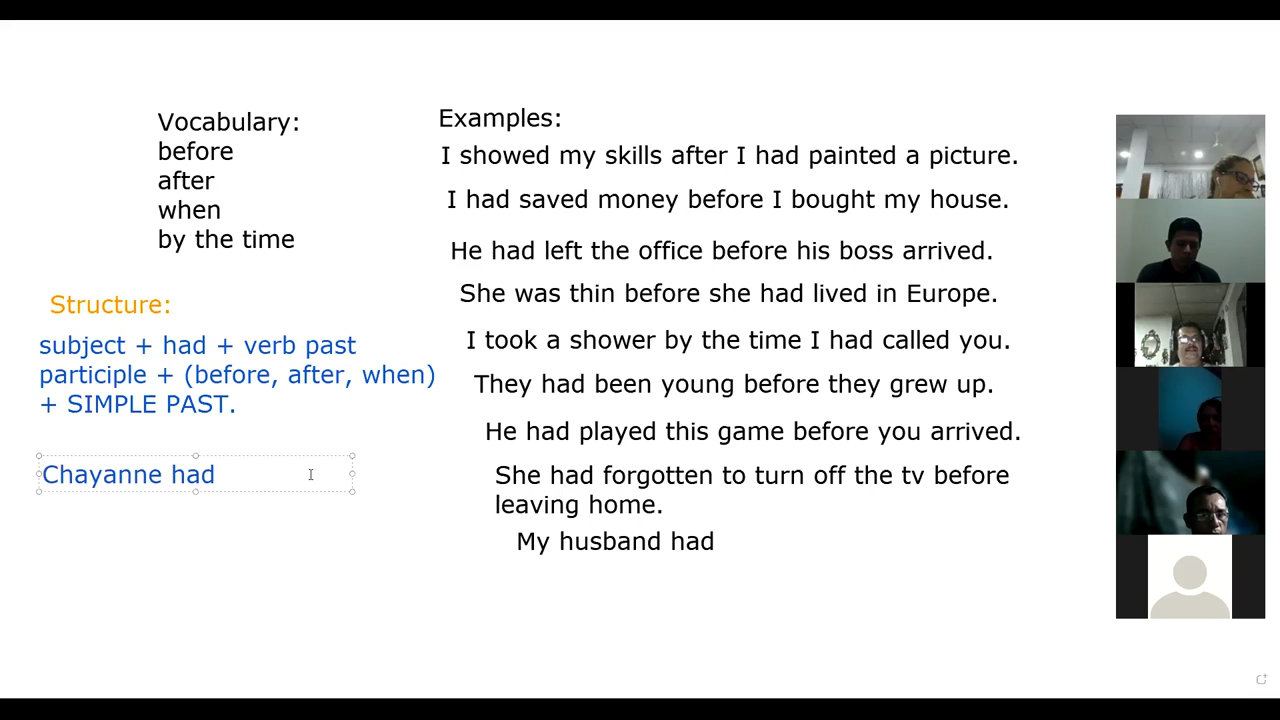 Vocabulary:
before
after
when
by the time
Structure:
subject + had + verb past
participle + (before, after, when)
+ SIMPLE PAST.
Chayanne had
Examples:
I showed my skills after I had painted a picture.
I had saved money before I bought my house.
He had left the office before his boss arrived.
She was thin before she had lived in Europe.
I took a shower by the time I had called you.
They had been young before they grew up.
He had played this game before you arrived.
She had forgotten to turn off the tv before
leaving home.
My husband had